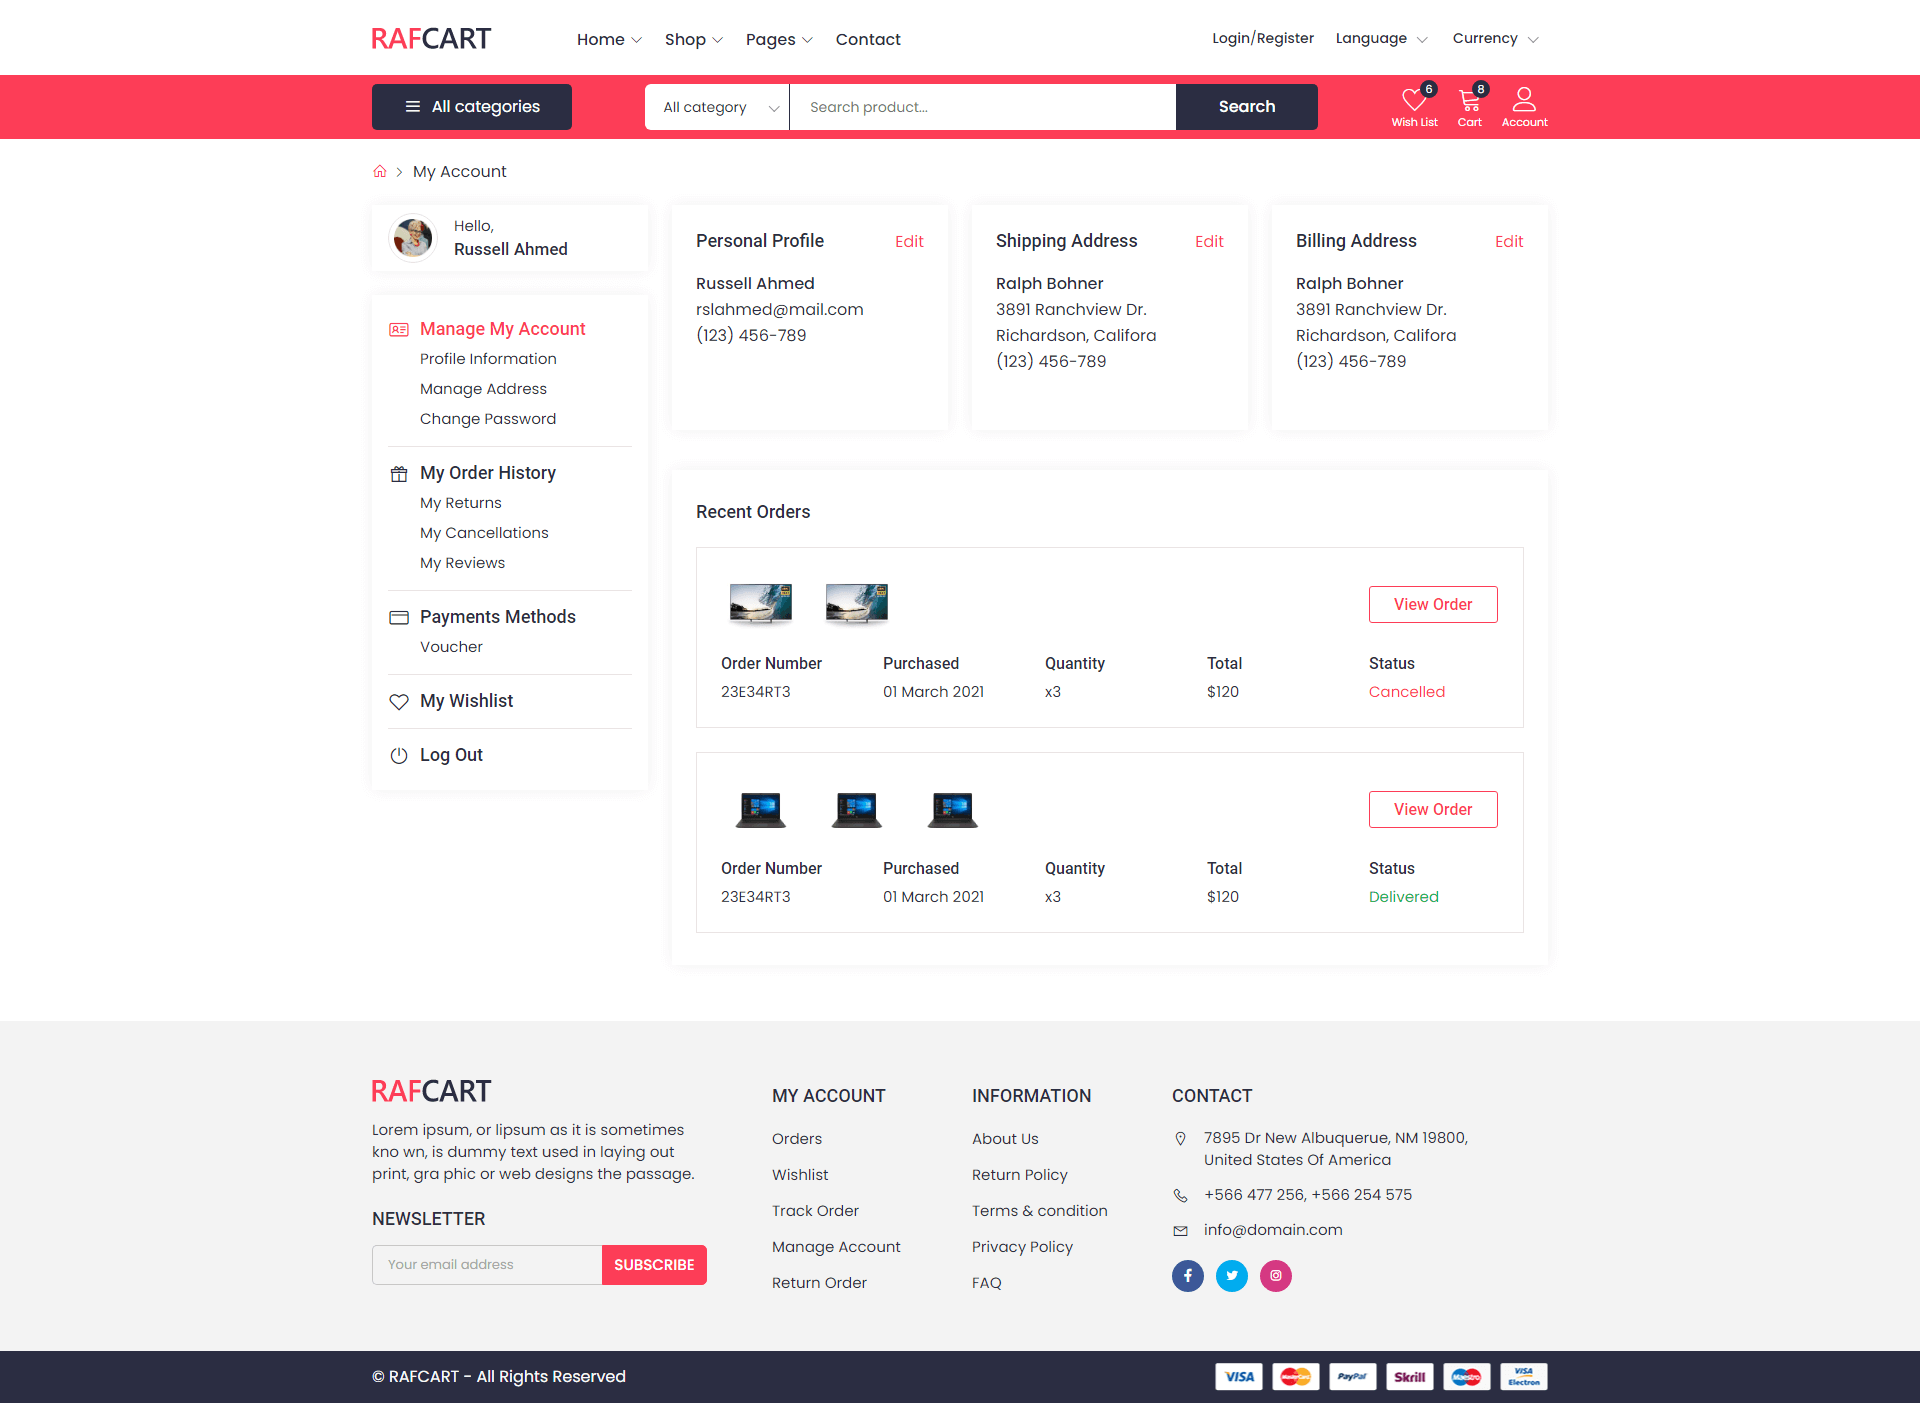 RAFCART
Home
Shop
Pages
Contact
Login/Register
Language
Currency
All categories
All category
Search product...
Search
6
Wish List
8
Cart
Account
My Account
Hello,
Russell Ahmed
Manage My Account
Profile Information
Manage Address
Change Password
My Order History
My Returns
My Cancellations
My Reviews
Payments Methods
Voucher
My Wishlist
Log Out
Personal Profile
Edit
Russell Ahmed
rslahmed@mail.com
(123) 456-789
Shipping Address
Edit
Ralph Bohner
3891 Ranchview Dr.
Richardson, Califora
(123) 456-789
Billing Address
Edit
Ralph Bohner
3891 Ranchview Dr.
Richardson, Califora
(123) 456-789
Recent Orders
View Order
Order Number
Purchased
Quantity
Total
Status
23E34RT3
01 March 2021
x3
$120
Cancelled
View Order
Order Number
Purchased
Quantity
Total
Status
23E34RT3
01 March 2021
x3
$120
Delivered
RAFCART
Lorem ipsum, or lipsum as it is sometimes
kno wn, is dummy text used in laying out
print, gra phic or web designs the passage.
NEWSLETTER
Your email address
SUBSCRIBE
MY ACCOUNT
Orders
Wishlist
Track Order
Manage Account
Return Order
INFORMATION
About Us
Return Policy
Terms & condition
Privacy Policy
FAQ
CONTACT
7895 Dr New Albuquerue, NM 19800,
United States Of America
+566 477 256, +566 254 575
info@domain.com
© RAFCART - All Rights Reserved
VISA
MasterCard
PayPal
Skrill
Maestro
VISA
Electron